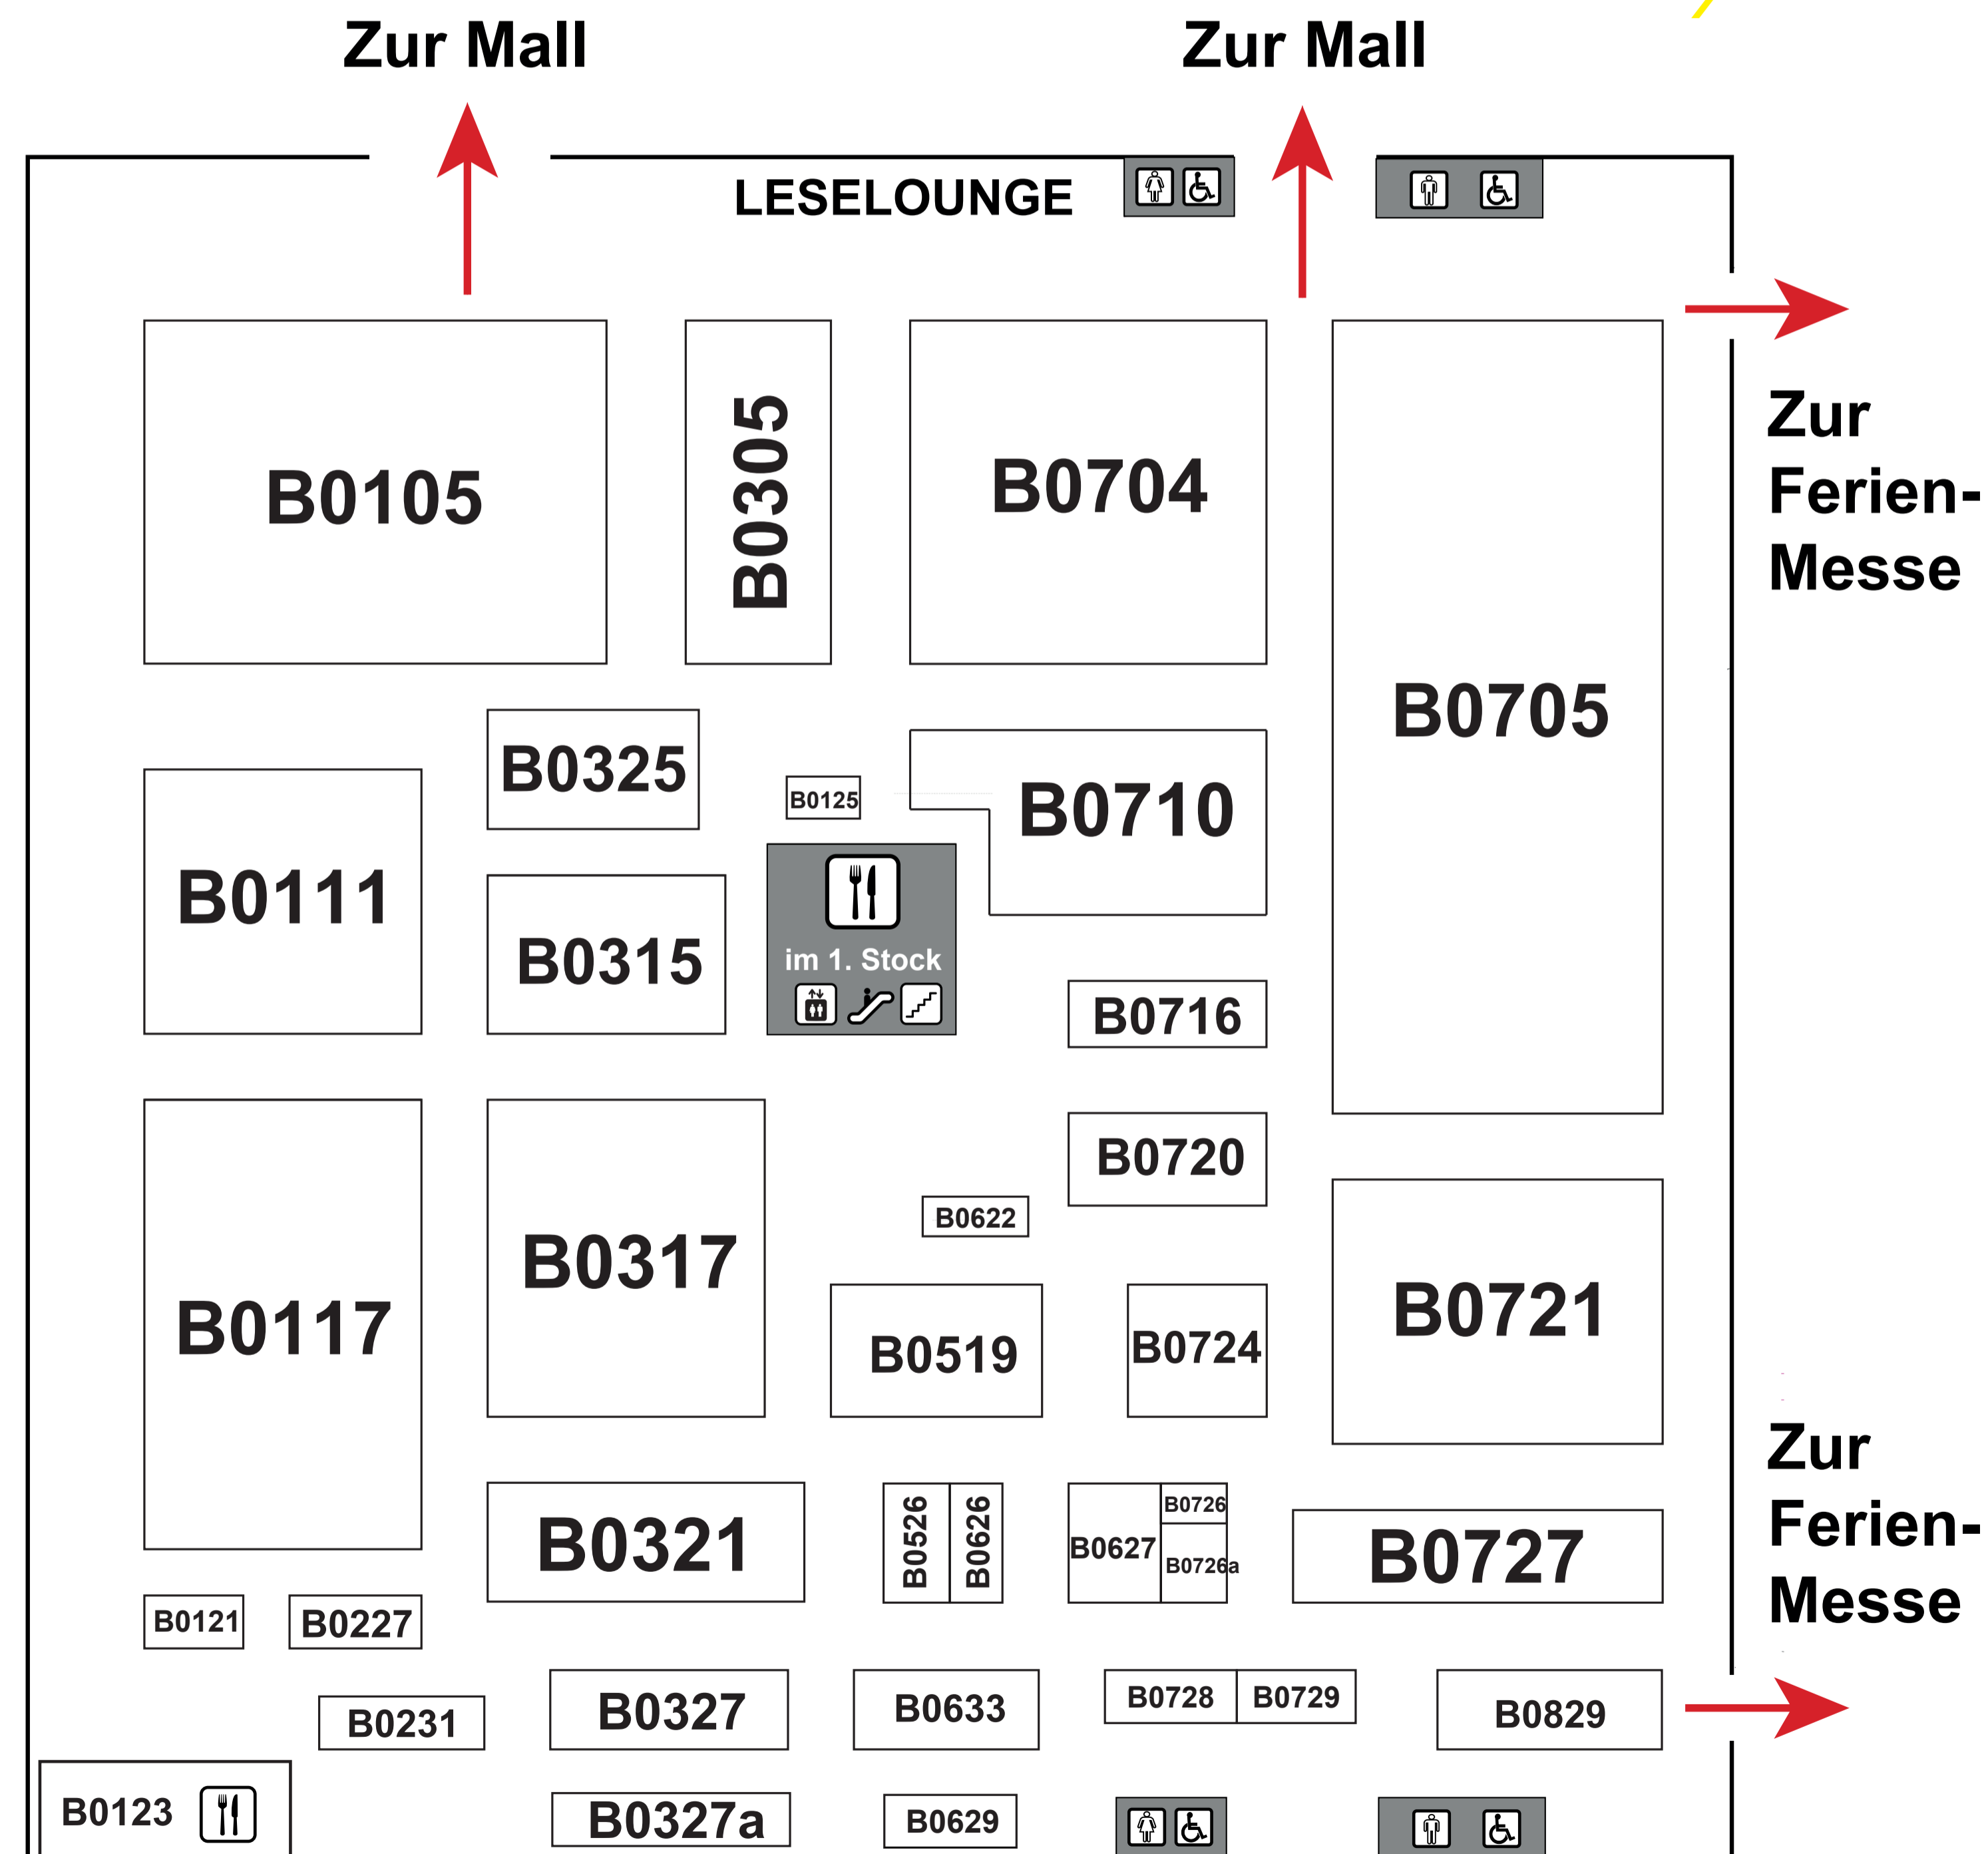 Zur Mall
Zur Mall
LESELOUNGE
Zur
Ferien-
Messe
B0105
B0305
B0704
B0705
B0325
B0125
B0710
B0111
B0315
im 1. Stock
B0716
B0720
B0622
B0317
B0117
B0519
B0724
B0721
Zur
Ferien-
Messe
B0321
B0526
B0626
B0627
B0726
B0726a
B0727
B0121
B0227
B0231
B0327
B0633
B0728
B0729
B0829
B0123
B0327a
B0629